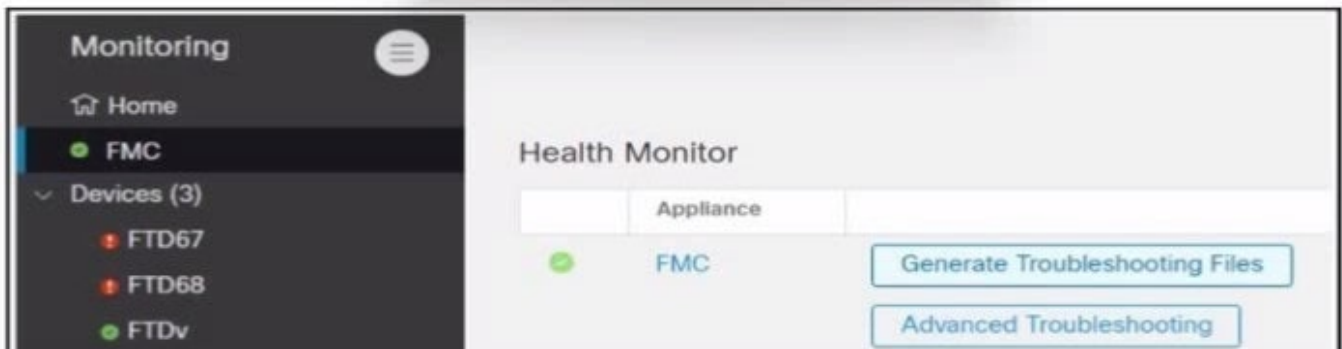 Monitoring
Home
FMC
Devices (3)
FTD67
FTD68
FTDv
Health Monitor
Appliance
FMC
Generate Troubleshooting Files
Advanced Troubleshooting